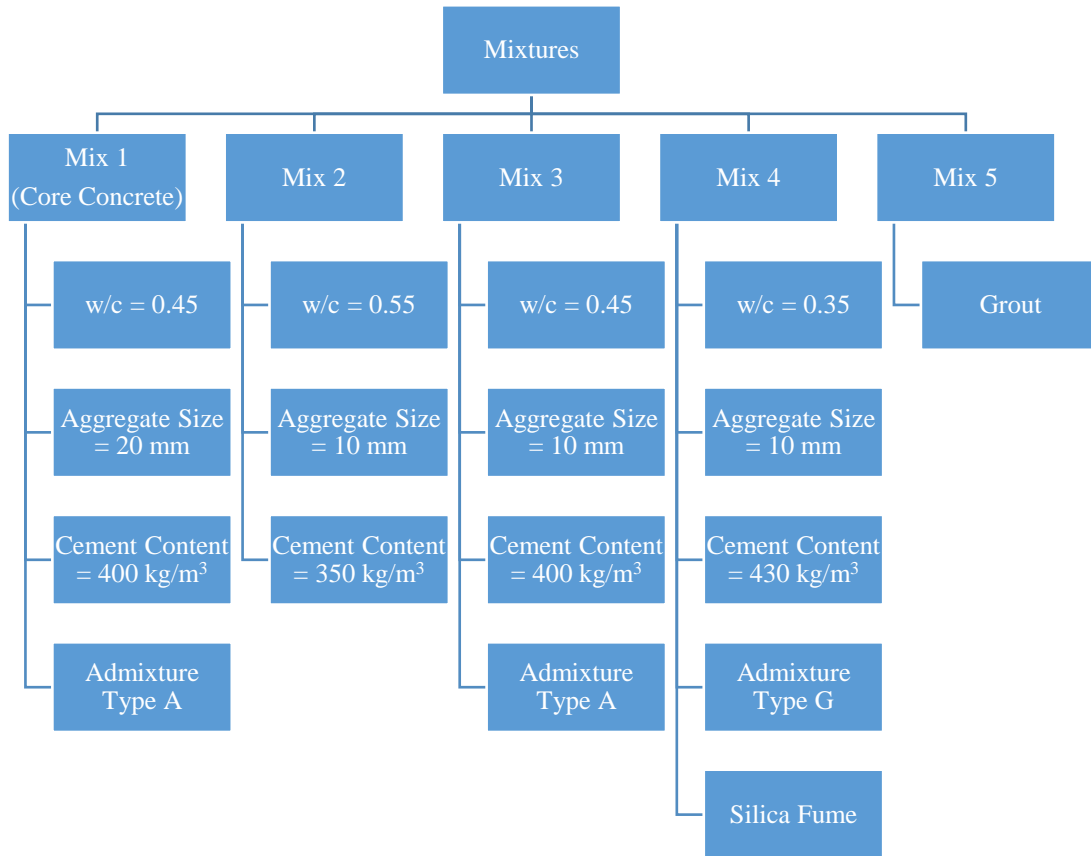 Mixtures
Mix 1
(Core Concrete)
Mix 2
Mix 3
Mix 4
Mix 5
w/c = 0.45
w/c = 0.55
w/c = 0.45
w/c = 0.35
Grout
Aggregate Size
= 20 mm
Aggregate Size
= 10 mm
Aggregate Size
= 10 mm
Aggregate Size
= 10 mm
Cement Content
= 400 kg/m³
Cement Content
= 350 kg/m³
Cement Content
= 400 kg/m³
Cement Content
= 430 kg/m³
Admixture
Type A
Admixture
Type A
Admixture
Type G
Silica Fume